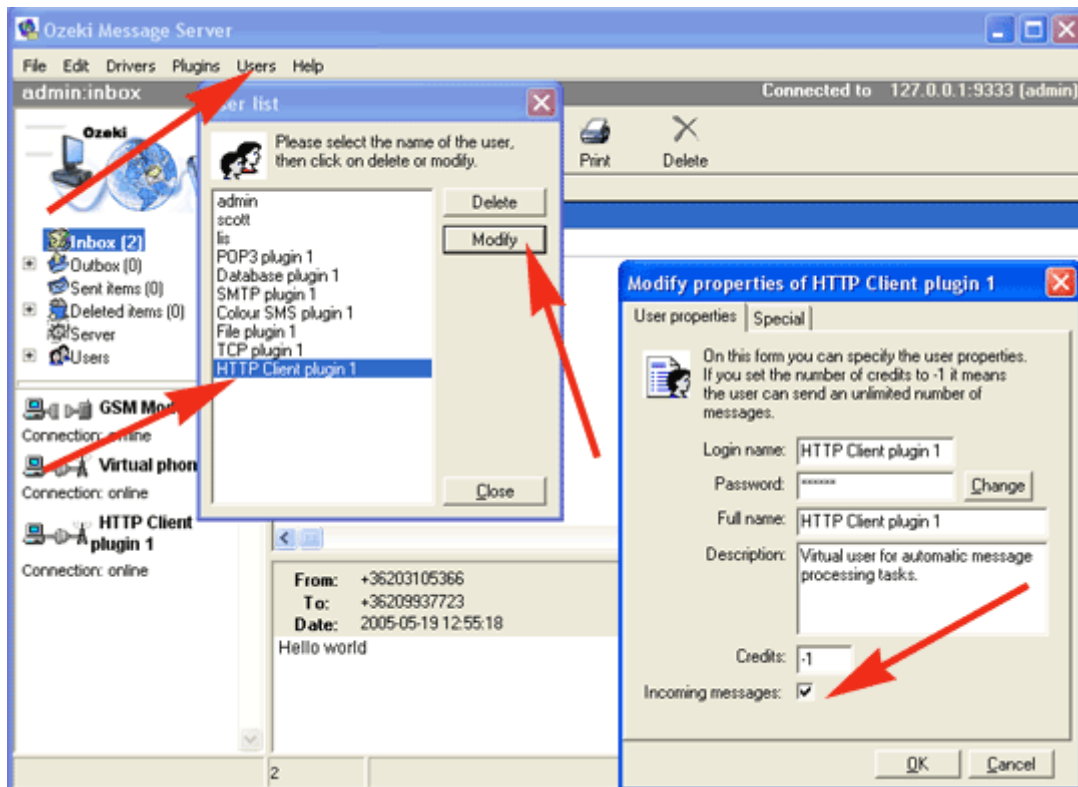 Ozeki Message Server
File Edit Drivers Plugins Users Help
admin:inbox
Connected to 127.0.0.1:9333 (admin)
Ozeki
Print
Delete
Inbox (2)
Outbox (0)
Sent items (0)
Deleted items (0)
Server
Users
GSM
Connection: online
Virtual phon
Connection: online
HTTP Client
plugin 1
Connection: online
ser list
Please select the name of the user,
then click on delete or modify.
admin
scott
lis
POP3 plugin 1
Database plugin 1
SMTP plugin 1
Colour SMS plugin 1
File plugin 1
TCP plugin 1
HTTP Client plugin 1
Delete
Modify
Close
From: +36203105366
To: +36209937723
Date: 2005-05-19 12:55:18
Hello world
2
Modify properties of HTTP Client plugin 1
User properties
Special
On this form you can specify the user properties.
If you set the number of credits to -1 it means
the user can send an unlimited number of
messages.
Login name: HTTP Client plugin 1
Password: ****** Change
Full name: HTTP Client plugin 1
Description: Virtual user for automatic message
processing tasks.
Credits: -1
Incoming messages:
OK
Cancel